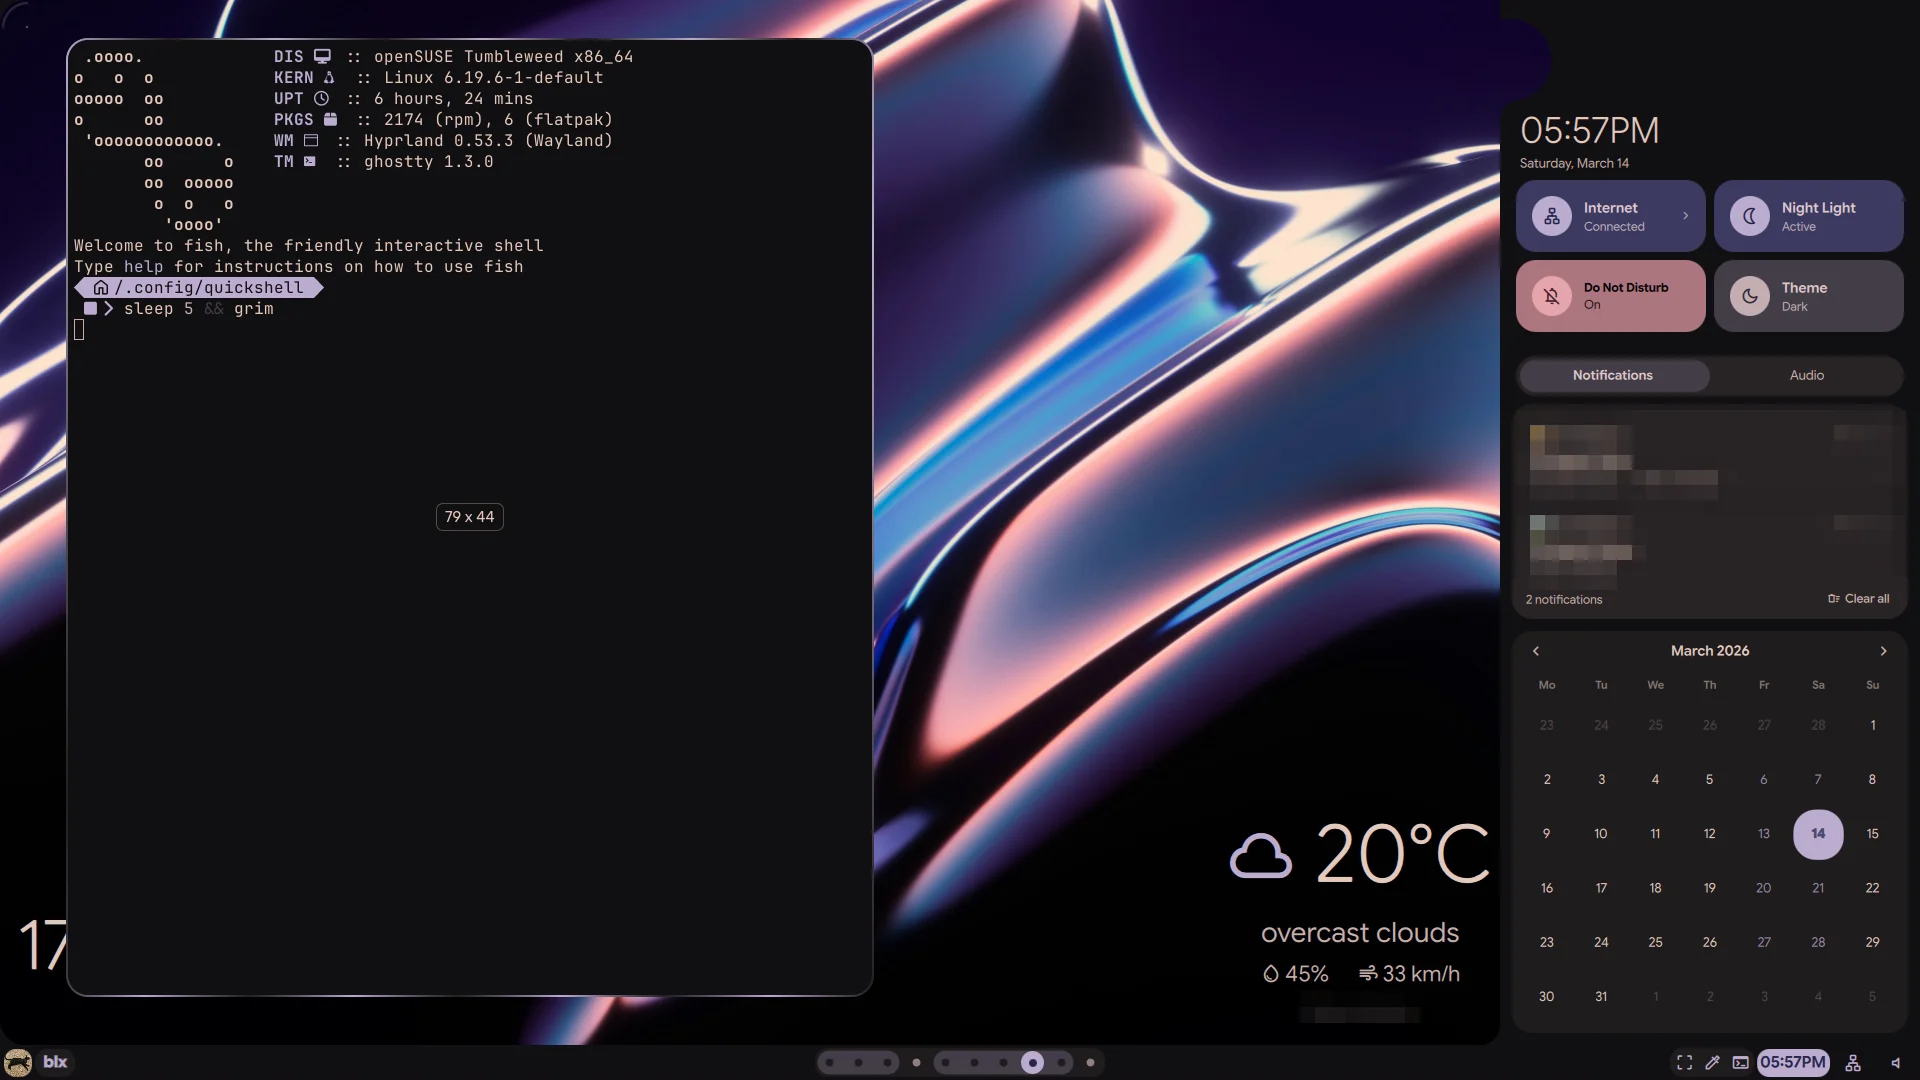 .oooo.
o   o  o
ooooo  oo
o      oo
'oooooooooooo.
oo      o
oo  ooooo
o  o   o
'oooo'
DIS :: openSUSE Tumbleweed x86_64
KERN :: Linux 6.19.6-1-default
UPT :: 6 hours, 24 mins
PKGS :: 2174 (rpm), 6 (flatpak)
WM :: Hyprland 0.53.3 (Wayland)
TM :: ghostty 1.3.0
Welcome to fish, the friendly interactive shell
Type help for instructions on how to use fish
/.config/quickshell
sleep 5 && grim
79 x 44
17
20°C
overcast clouds
45% 33 km/h
05:57PM
Saturday, March 14
Internet
Connected
Night Light
Active
Do Not Disturb
On
Theme
Dark
Notifications Audio
2 notifications Clear all
March 2026
Mo Tu We Th Fr Sa Su
23 24 25 26 27 28 1
2 3 4 5 6 7 8
9 10 11 12 13 14 15
16 17 18 19 20 21 22
23 24 25 26 27 28 29
30 31 1 2 3 4 5
blx
05:57PM